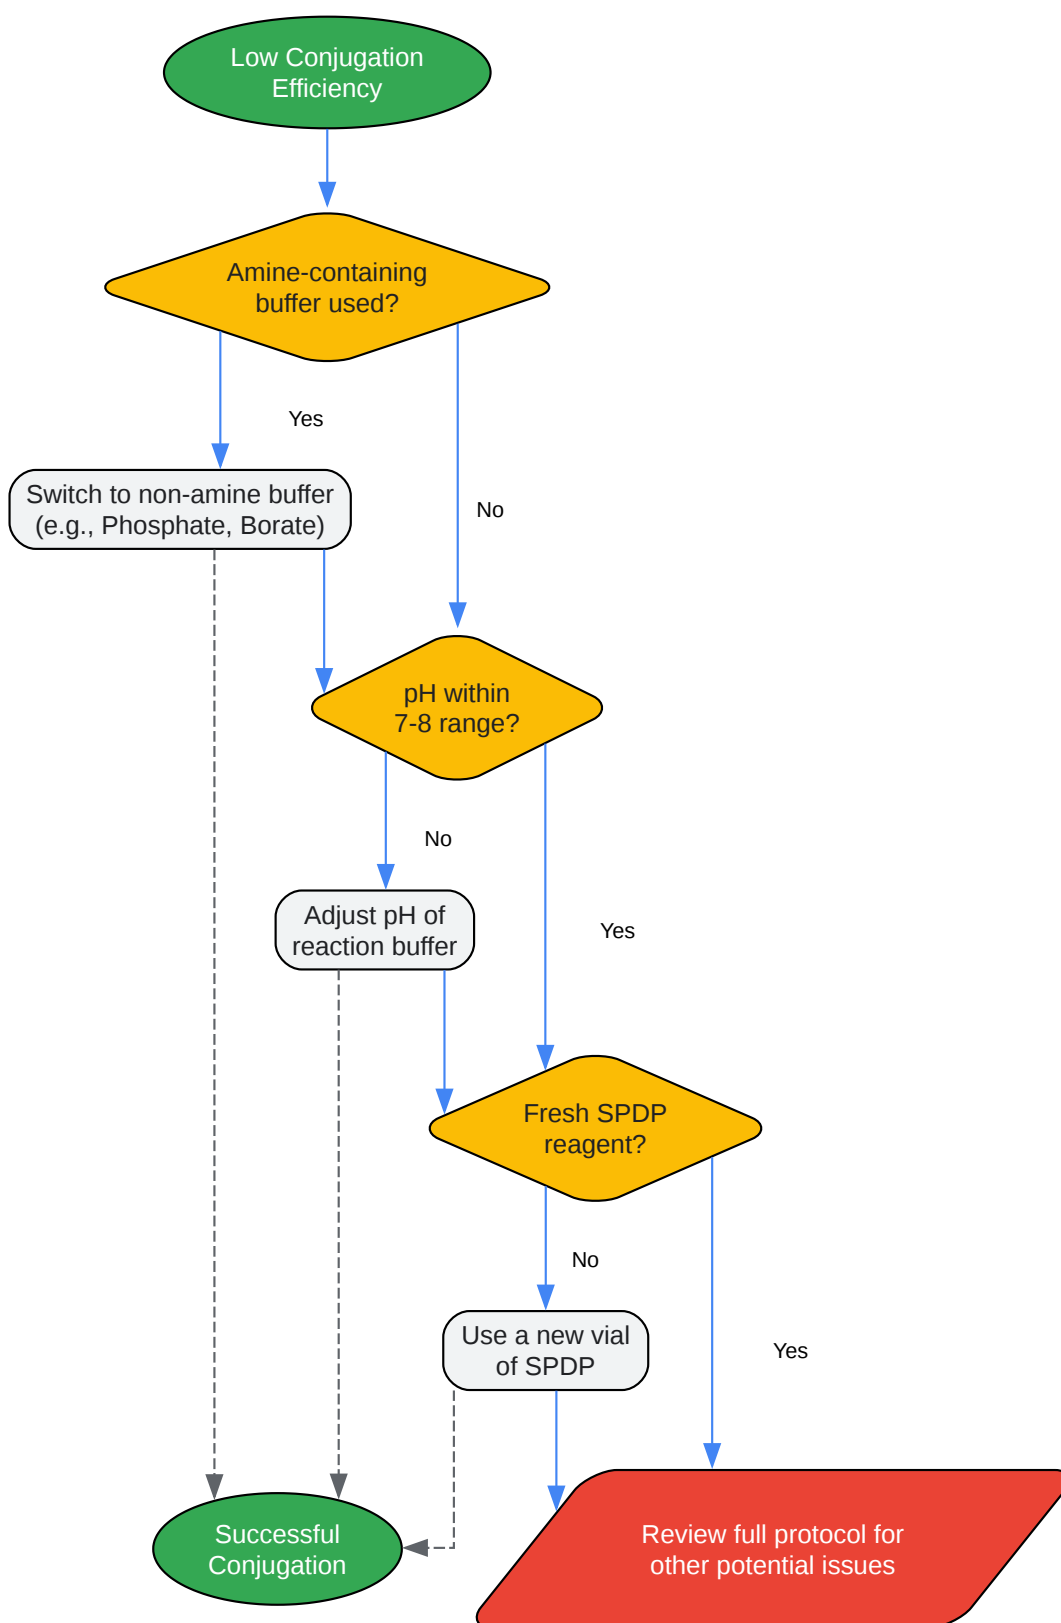 Low Conjugation
Efficiency
Amine-containing
buffer used?
Yes
Switch to non-amine buffer
(e.g., Phosphate, Borate)
No
pH within
7-8 range?
No
Adjust pH of
reaction buffer
Yes
Fresh SPDP
reagent?
No
Use a new vial
of SPDP
Yes
Successful
Conjugation
Review full protocol for
other potential issues